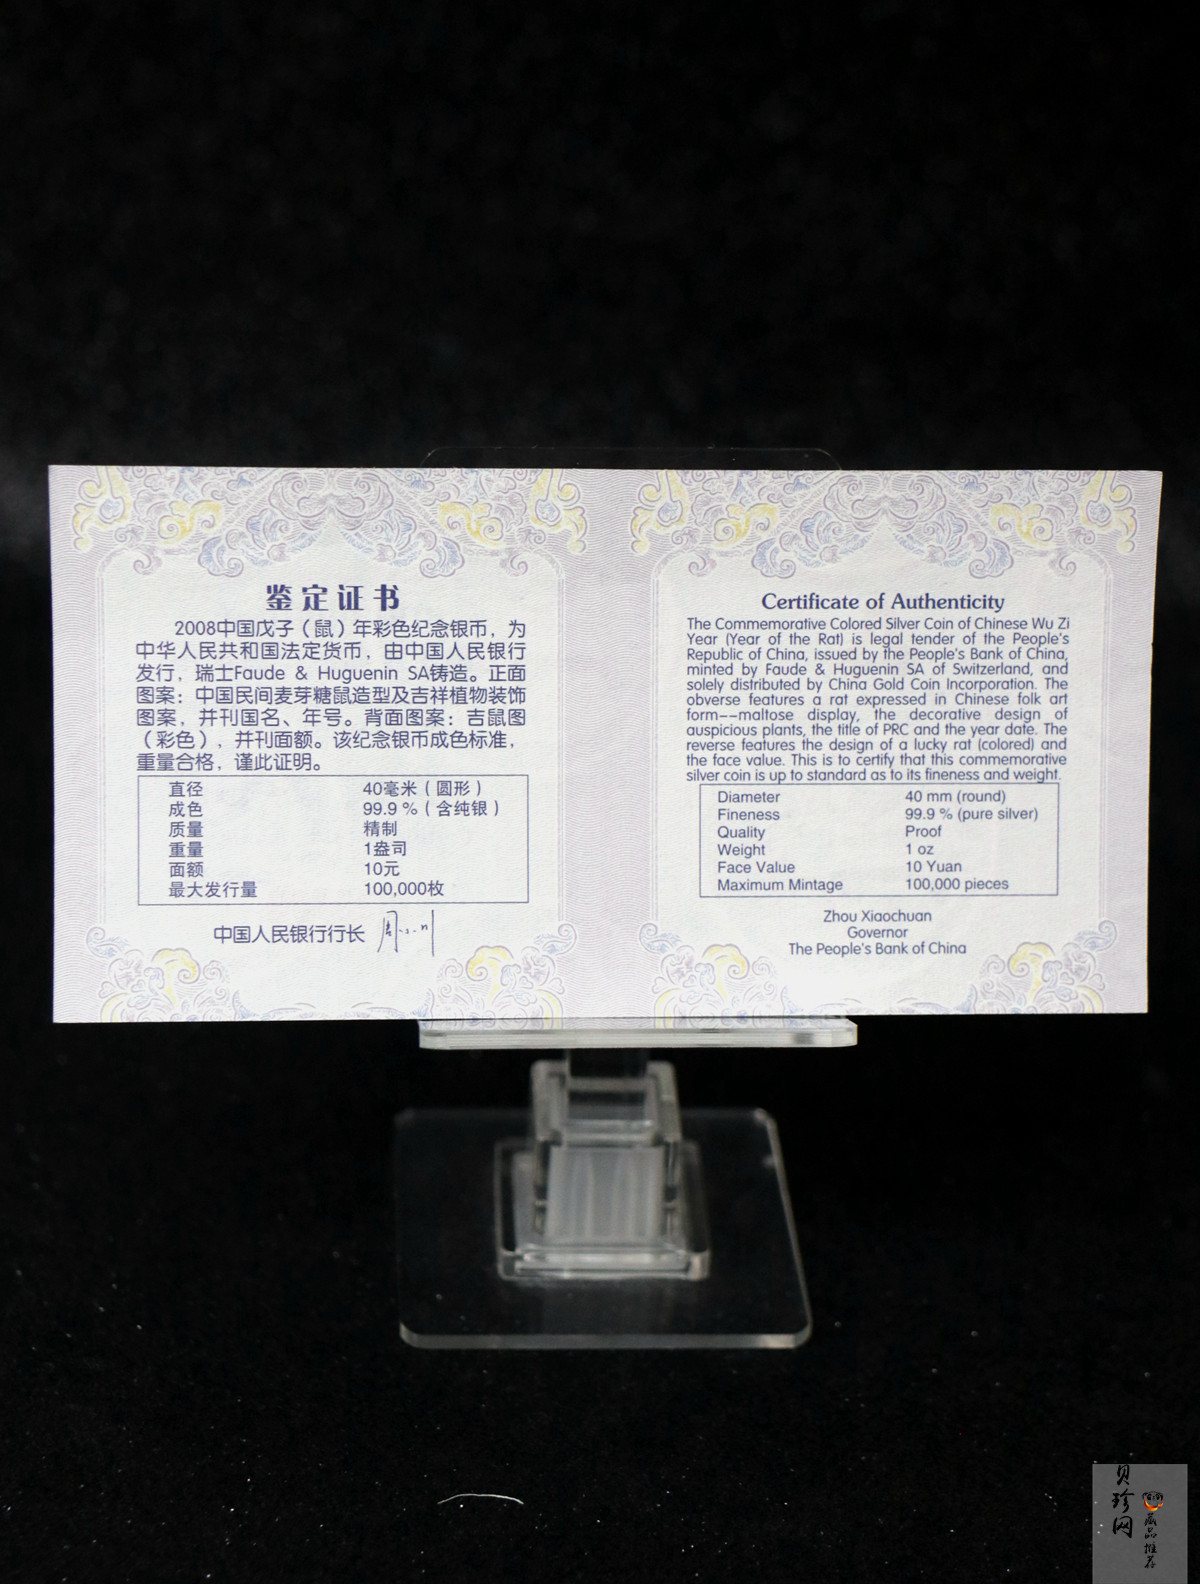 鉴定证书
2008中国戊子（鼠）年彩色纪念银币，为
中华人民共和国法定货币，由中国人民银行
发行，瑞士Faude & Huguenin SA铸造。正面
图案：中国民间麦芽糖鼠造型及吉祥植物装饰
图案，并刊国名、年号。背面图案：吉鼠图
（彩色），并刊面额。该纪念银币成色标准，
重量合格，谨此证明。
直径 40毫米（圆形）
成色 99.9％（含纯银）
质量 精制
重量 1盎司
面额 10元
最大发行量 100,000枚
中国人民银行行长
Certificate of Authenticity
The Commemorative Colored Silver Coin of Chinese Wu Zi
Year (Year of the Rat) is legal tender of the People's
Republic of China, issued by the People's Bank of China,
minted by Faude & Huguenin SA of Switzerland, and
solely distributed by China Gold Coin Incorporation. The
obverse features a rat expressed in Chinese folk art
form--maltose display, the decorative design of
auspicious plants, the title of PRC and the year date. The
reverse features the design of a lucky rat (colored) and
the face value. This is to certify that this commemorative
silver coin is up to standard as to its fineness and weight.
Diameter 40 mm (round)
Fineness 99.9 % (pure silver)
Quality Proof
Weight 1 oz
Face Value 10 Yuan
Maximum Mintage 100,000 pieces
Zhou Xiaochuan
Governor
The People's Bank of China
贝珍网
藏品推荐